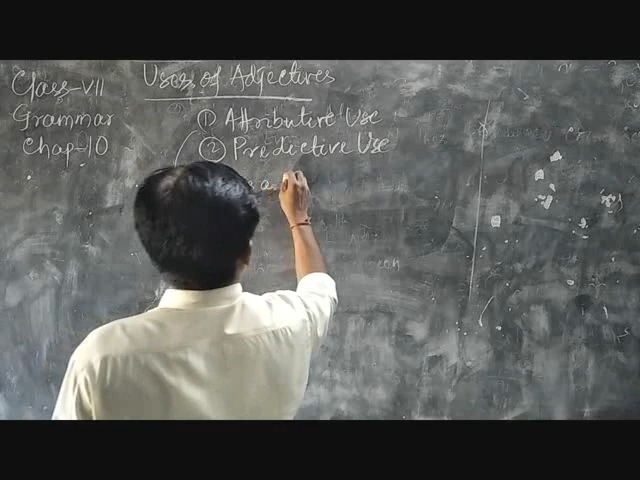 Class-VII
Grammar
Chap-10
Uses of Adjectives
① Attributive Use
② Predictive Use